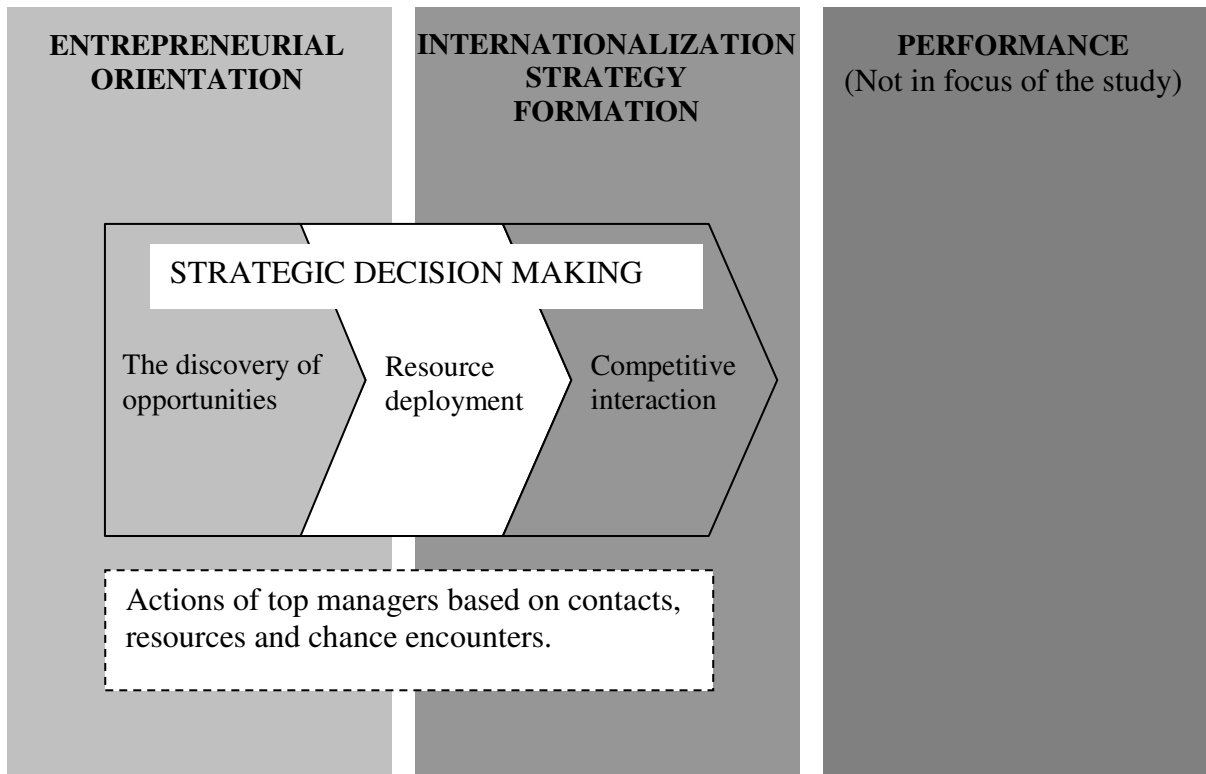 ENTREPRENEURIAL
ORIENTATION
INTERNATIONALIZATION
STRATEGY
FORMATION
PERFORMANCE
(Not in focus of the study)
STRATEGIC DECISION MAKING
The discovery of
opportunities
Resource
deployment
Competitive
interaction
Actions of top managers based on contacts,
resources and chance encounters.